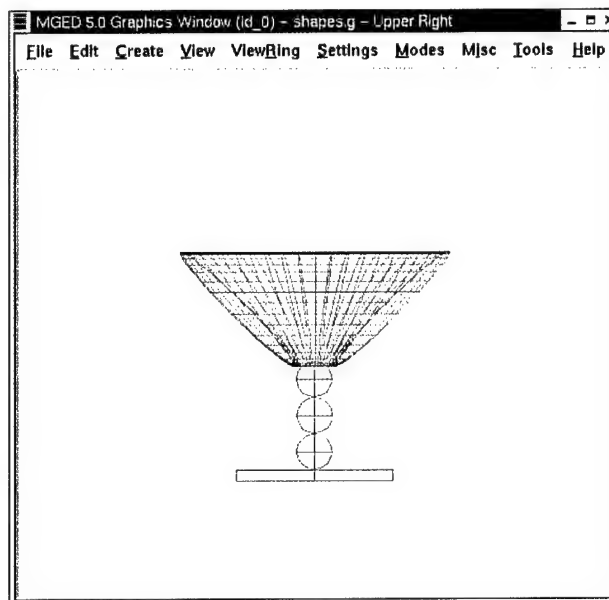 MGED 5.0 Graphics Window (id_0) – shapes.g – Upper Right
File Edit Create View ViewRing Settings Modes Misc Tools Help